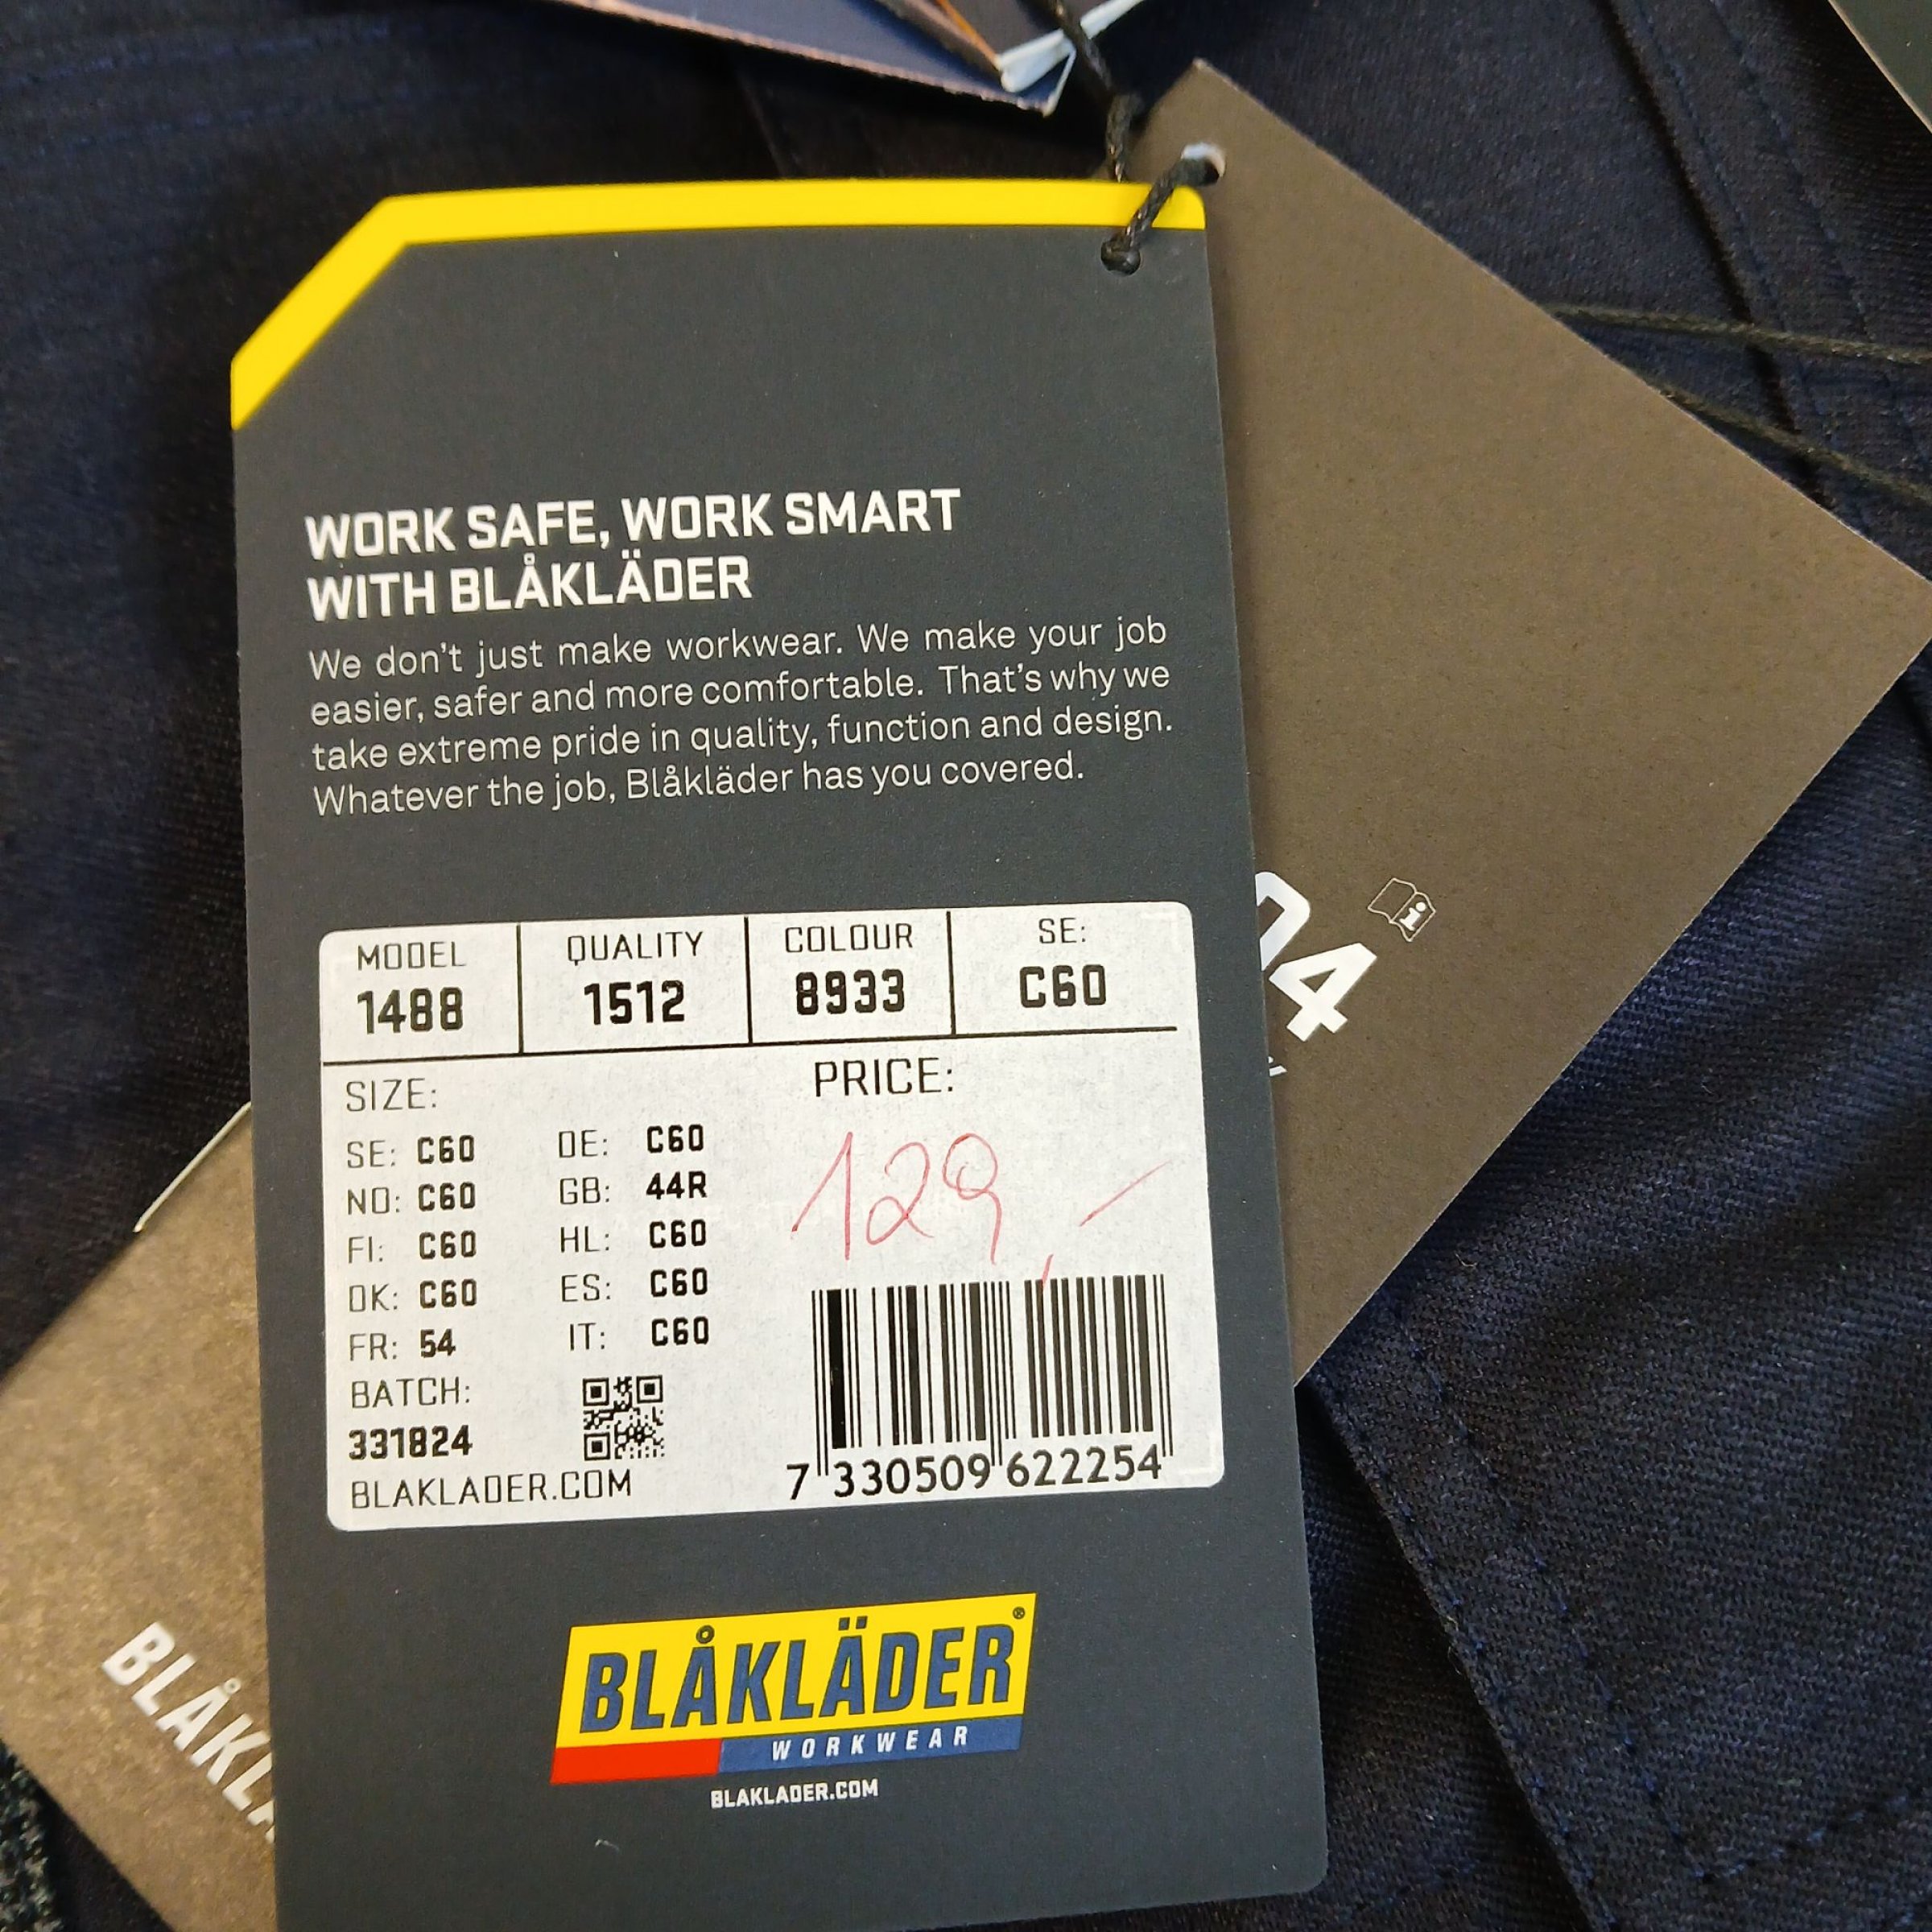 WORK SAFE, WORK SMART
WITH BLÅKLÄDER
We don't just make workwear. We make your job
easier, safer and more comfortable. That's why we
take extreme pride in quality, function and design.
Whatever the job, Blåkläder has you covered.
MODEL QUALITY COLOUR SE:
1488 1512 8933 C60
SIZE: PRICE:
SE: C60 DE: C60
NO: C60 GB: 44R
FI: C60 HL: C60
DK: C60 ES: C60
FR: 54 IT: C60
129,-
BATCH:
331824
BLAKLADER.COM
7 330509 622254
BLÅKLÄDER®
WORKWEAR
BLAKLADER.COM
04
BLÅKLÄ